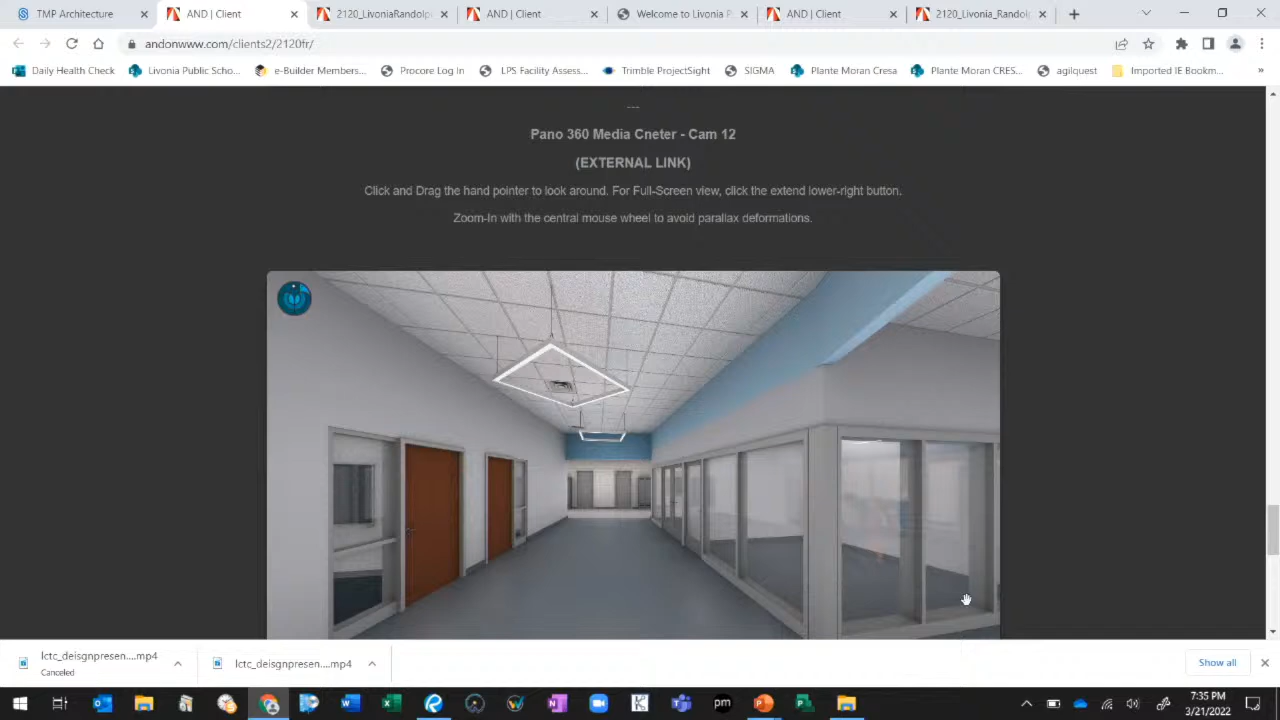 TMP Architecture
AND | Client
2120_LivoniaRandolp
AND | Client
Welcome to Livonia P
AND | Client
2120_Livonia_Randolp
andonwww.com/clients2/2120fr/
Daily Health Check
Livonia Public Scho...
e-Builder Members...
Procore Log In
LPS Facility Assess...
Trimble ProjectSight
SIGMA
Plante Moran Cresa
Plante Moran CRES...
agilquest
Imported IE Bookm...
---
Pano 360 Media Cneter - Cam 12
(EXTERNAL LINK)
Click and Drag the hand pointer to look around. For Full-Screen view, click the extend lower-right button.
Zoom-In with the central mouse wheel to avoid parallax deformations.
lctc_deisgnpresen....mp4
Canceled
lctc_deisgnpresen....mp4
Show all
pm
7:35 PM
3/21/2022